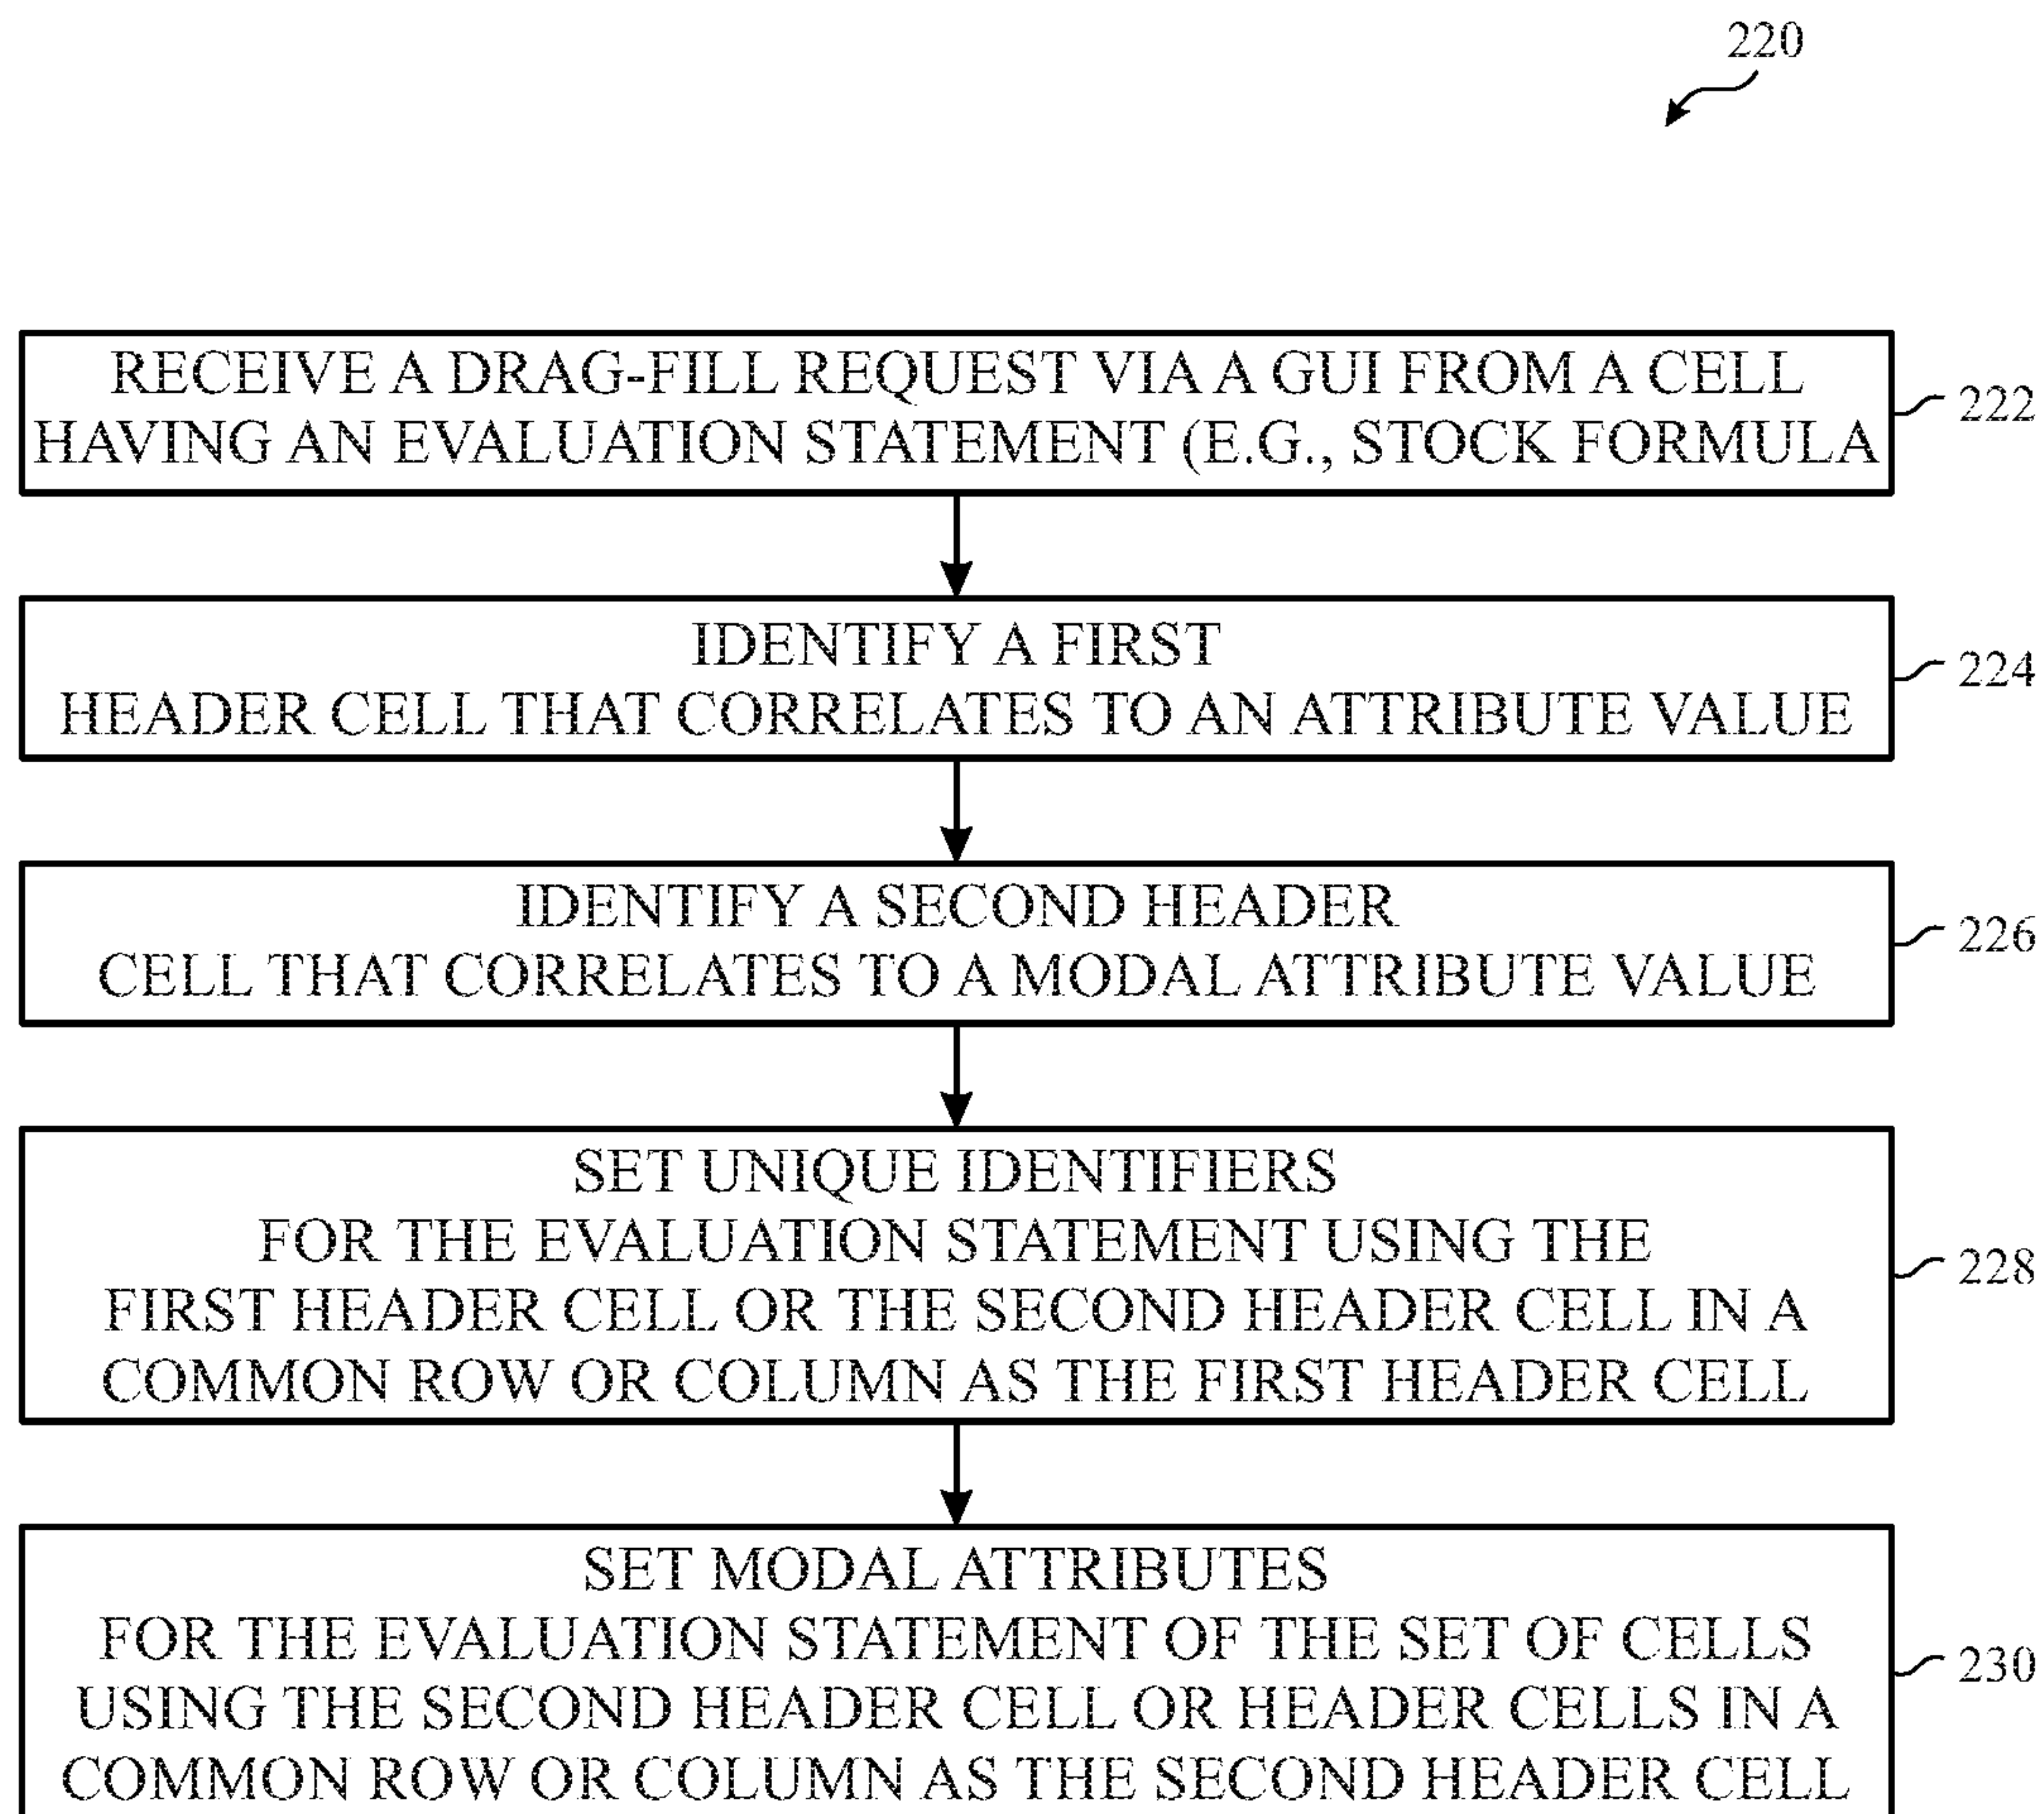 220
RECEIVE A DRAG-FILL REQUEST VIA A GUI FROM A CELL
HAVING AN EVALUATION STATEMENT (E.G., STOCK FORMULA
222
IDENTIFY A FIRST
HEADER CELL THAT CORRELATES TO AN ATTRIBUTE VALUE
224
IDENTIFY A SECOND HEADER
CELL THAT CORRELATES TO A MODAL ATTRIBUTE VALUE
226
SET UNIQUE IDENTIFIERS
FOR THE EVALUATION STATEMENT USING THE
FIRST HEADER CELL OR THE SECOND HEADER CELL IN A
COMMON ROW OR COLUMN AS THE FIRST HEADER CELL
228
SET MODAL ATTRIBUTES
FOR THE EVALUATION STATEMENT OF THE SET OF CELLS
USING THE SECOND HEADER CELL OR HEADER CELLS IN A
COMMON ROW OR COLUMN AS THE SECOND HEADER CELL
230